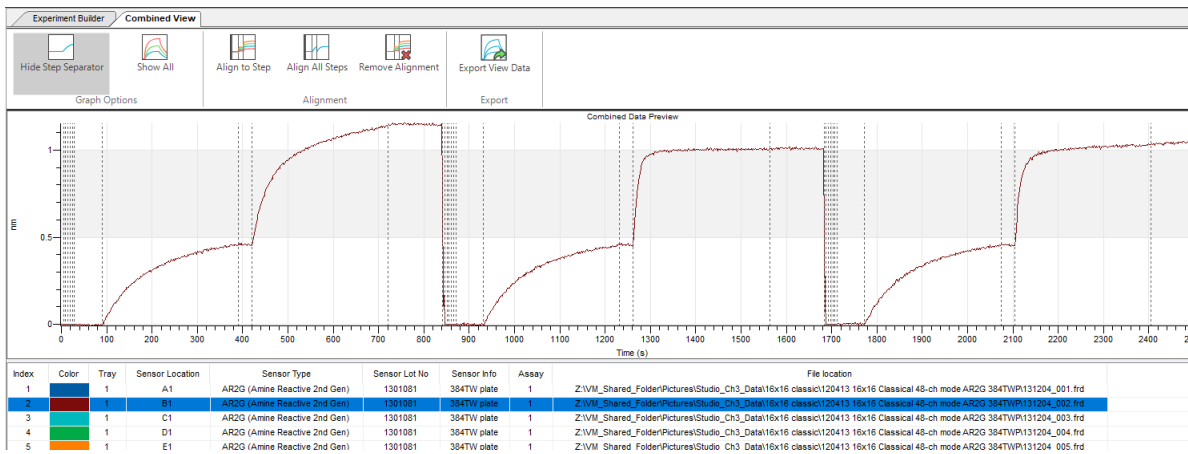 Experiment Builder Combined View
Hide Step Separator Show All Align to Step Align All Steps Remove Alignment Export View Data
Graph Options Alignment Export
Combined Data Preview
1
0.5
0
nm
0 100 200 300 400 500 600 700 800 900 1000 1100 1200 1300 1400 1500 1600 1700 1800 1900 2000 2100 2200 2300 2400
Time (s)
Index Color Tray Sensor Location Sensor Type Sensor Lot No Sensor Info Assay File location
1 1 A1 AR2G (Amine Reactive 2nd Gen) 1301081 384TW plate 1 Z:\VM_Shared_Folder\Pictures\Studio_Ch3_Data\16x16 classic\120413 16x16 Classical 48-ch mode AR2G 384TWP\131204_001.frd
2 1 B1 AR2G (Amine Reactive 2nd Gen) 1301081 384TW plate 1 Z:\VM_Shared_Folder\Pictures\Studio_Ch3_Data\16x16 classic\120413 16x16 Classical 48-ch mode AR2G 384TWP\131204_002.frd
3 1 C1 AR2G (Amine Reactive 2nd Gen) 1301081 384TW plate 1 Z:\VM_Shared_Folder\Pictures\Studio_Ch3_Data\16x16 classic\120413 16x16 Classical 48-ch mode AR2G 384TWP\131204_003.frd
4 1 D1 AR2G (Amine Reactive 2nd Gen) 1301081 384TW plate 1 Z:\VM_Shared_Folder\Pictures\Studio_Ch3_Data\16x16 classic\120413 16x16 Classical 48-ch mode AR2G 384TWP\131204_004.frd
5 1 E1 AR2G (Amine Reactive 2nd Gen) 1301081 384TW plate 1 Z:\VM_Shared_Folder\Pictures\Studio_Ch3_Data\16x16 classic\120413 16x16 Classical 48-ch mode AR2G 384TWP\131204_005.frd